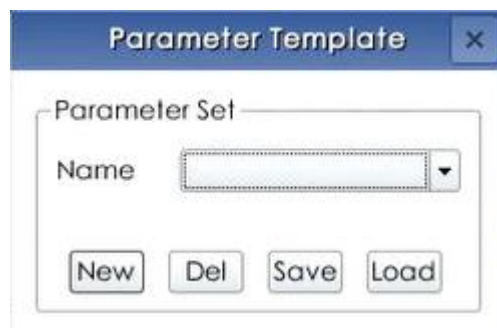 Parameter Template
Parameter Set
Name
New Del Save Load